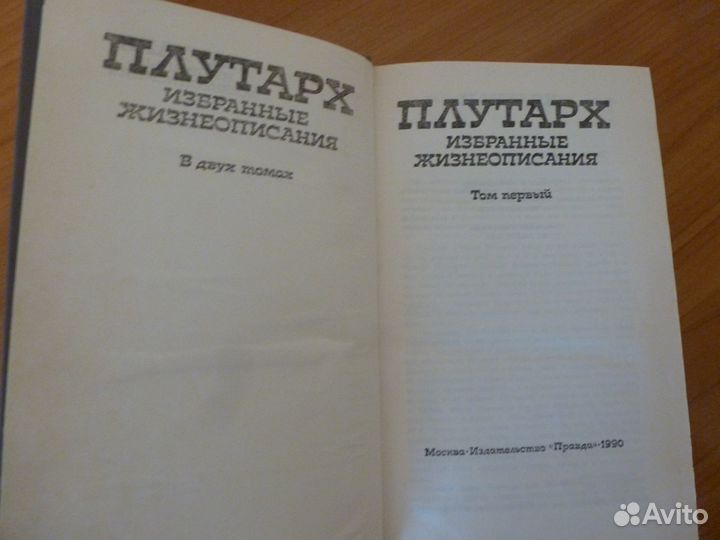 ПЛУТАРХ
ИЗБРАННЫЕ
ЖИЗНЕОПИСАНИЯ
В двух томах
ПЛУТАРХ
ИЗБРАННЫЕ
ЖИЗНЕОПИСАНИЯ
Том первый
Москва·Издательство «Правда»·1990
Avito